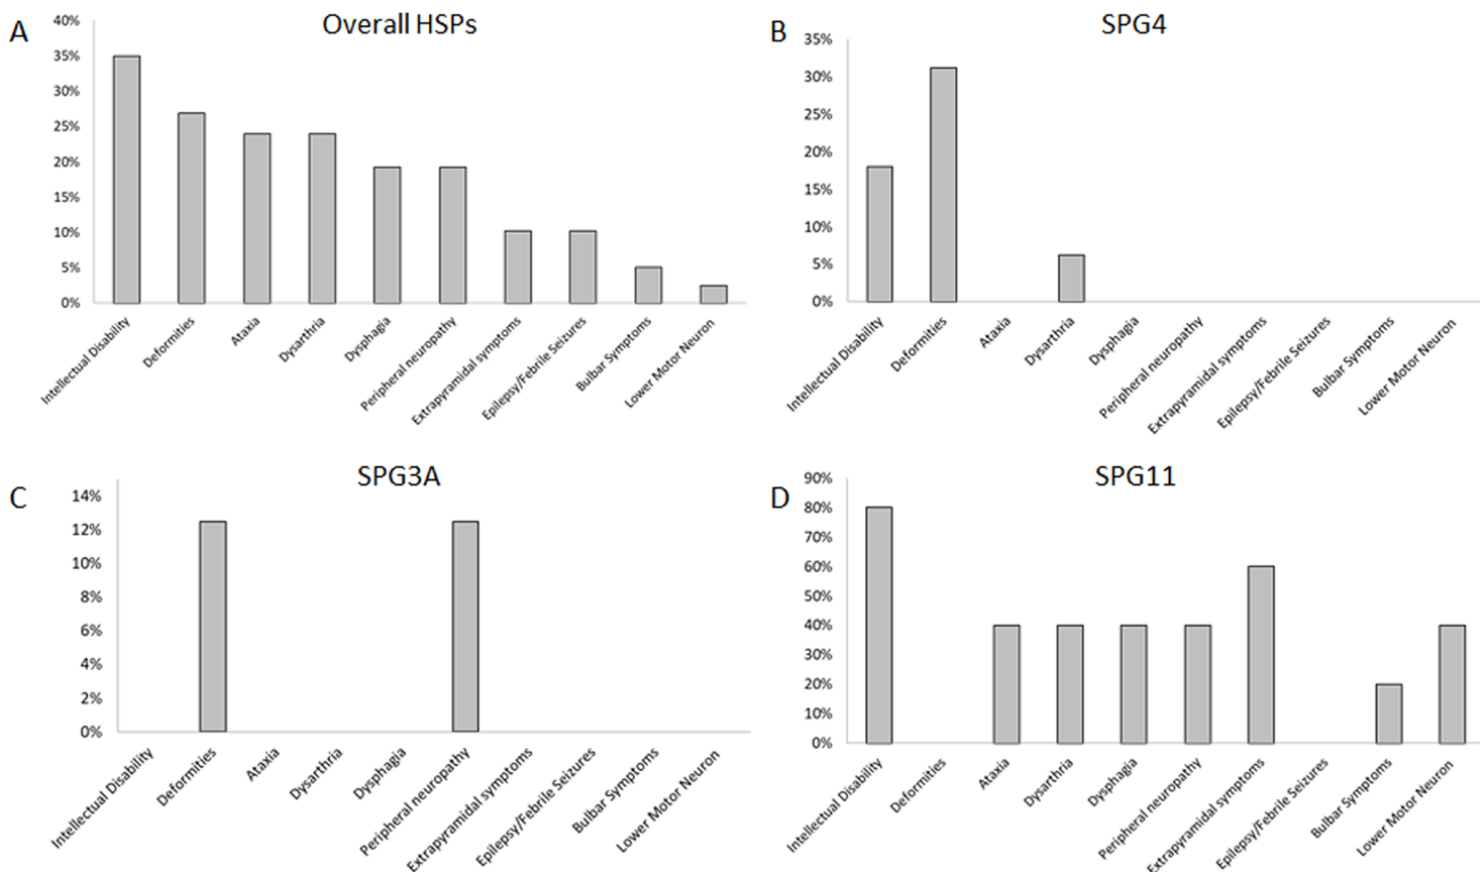 A
Overall HSPs
40%
35%
30%
25%
20%
15%
10%
5%
0%
Intellectual Disability
Deformities
Ataxia
Dysarthria
Dysphagia
Peripheral neuropathy
Extrapyramidal symptoms
Epilepsy/Febrile Seizures
Bulbar Symptoms
Lower Motor Neuron
B
SPG4
35%
30%
25%
20%
15%
10%
5%
0%
Intellectual Disability
Deformities
Ataxia
Dysarthria
Dysphagia
Peripheral neuropathy
Extrapyramidal symptoms
Epilepsy/Febrile Seizures
Bulbar Symptoms
Lower Motor Neuron
C
SPG3A
14%
12%
10%
8%
6%
4%
2%
0%
Intellectual Disability
Deformities
Ataxia
Dysarthria
Dysphagia
Peripheral neuropathy
Extrapyramidal symptoms
Epilepsy/Febrile Seizures
Bulbar Symptoms
Lower Motor Neuron
D
SPG11
90%
80%
70%
60%
50%
40%
30%
20%
10%
0%
Intellectual Disability
Deformities
Ataxia
Dysarthria
Dysphagia
Peripheral neuropathy
Extrapyramidal symptoms
Epilepsy/Febrile Seizures
Bulbar Symptoms
Lower Motor Neuron